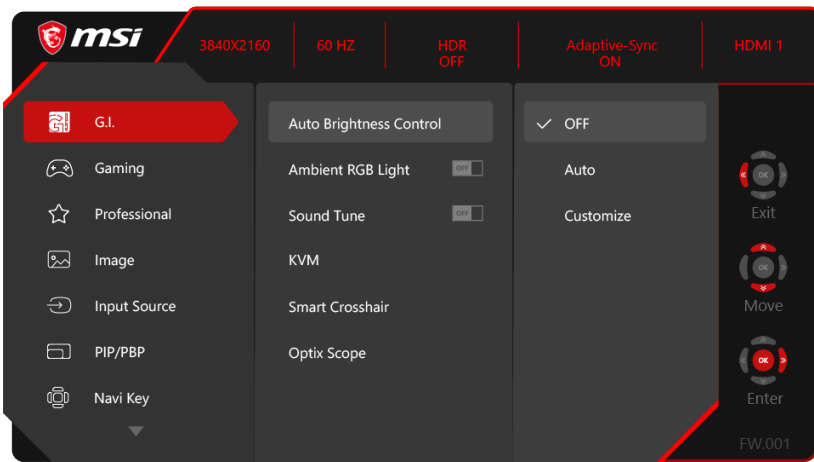 msi
3840X2160
60 HZ
HDR
OFF
Adaptive-Sync
ON
HDMI 1
G.I.
Gaming
Professional
Image
Input Source
PIP/PBP
Navi Key
Auto Brightness Control
Ambient RGB Light OFF
Sound Tune OFF
KVM
Smart Crosshair
Optix Scope
OFF
Auto
Customize
OK
Exit
OK
Move
OK
Enter
FW.001